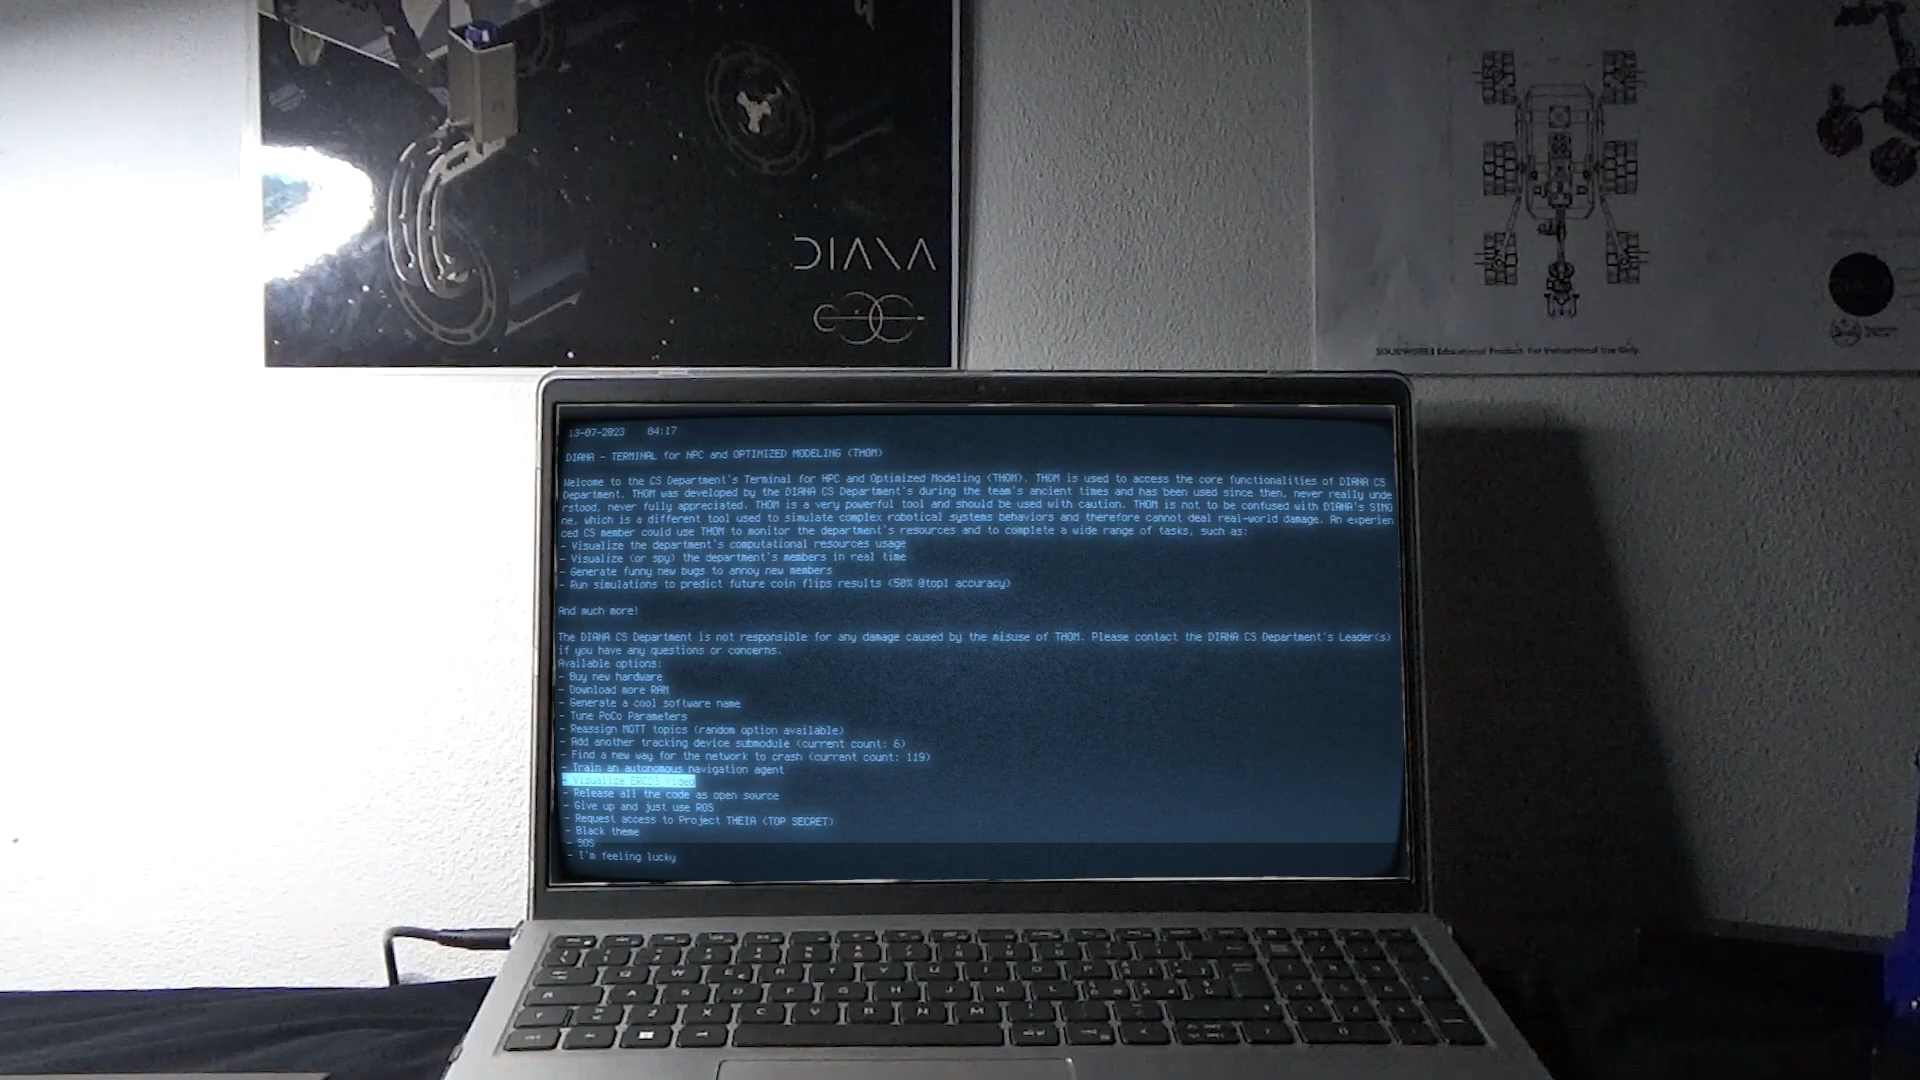 DIANA
SOLIDWORKS Educational Product. For Instructional Use Only.
13-07-2023 04:17
DIANA - TERMINAL for HPC and OPTIMIZED MODELING (THOM)
Welcome to the CS Department's Terminal for HPC and Optimized Modeling (THOM). THOM is used to access the core functionalities of DIANA CS
Department. THOM was developed by the DIANA CS Department's during the team's ancient times and has been used since then, never really unde
rstood, never fully appreciated. THOM is a very powerful tool and should be used with caution. THOM is not to be confused with DIANA's SIMO
ne, which is a different tool used to simulate complex robotical systems behaviors and therefore cannot deal real-world damage. An experien
ced CS member could use THOM to monitor the department's resources and to complete a wide range of tasks, such as:
- Visualize the department's computational resources usage
- Visualize (or spy) the department's members in real time
- Generate funny new bugs to annoy new members
- Run simulations to predict future coin flips results (50% @top1 accuracy)
And much more!
The DIANA CS Department is not responsible for any damage caused by the misuse of THOM. Please contact the DIANA CS Department's Leader(s)
if you have any questions or concerns.
Available options:
- Buy new hardware
- Download more RAM
- Generate a cool software name
- Tune PoCo Parameters
- Reassign MQTT topics (random option available)
- Add another tracking device submodule (current count: 6)
- Find a new way for the network to crash (current count: 119)
- Train an autonomous navigation agent
- Visualize ERC23 video
- Release all the code as open source
- Give up and just use ROS
- Request access to Project THEIA (TOP SECRET)
- Black theme
- SOS
- I'm feeling lucky